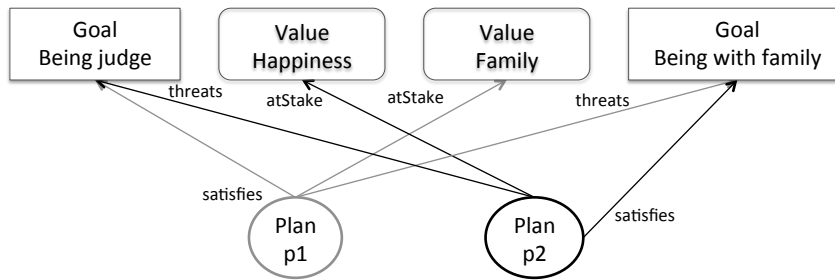 Goal
Being judge
Value
Happiness
Value
Family
Goal
Being with family
threats
atStake
atStake
threats
satisfies
satisfies
Plan
p1
Plan
p2